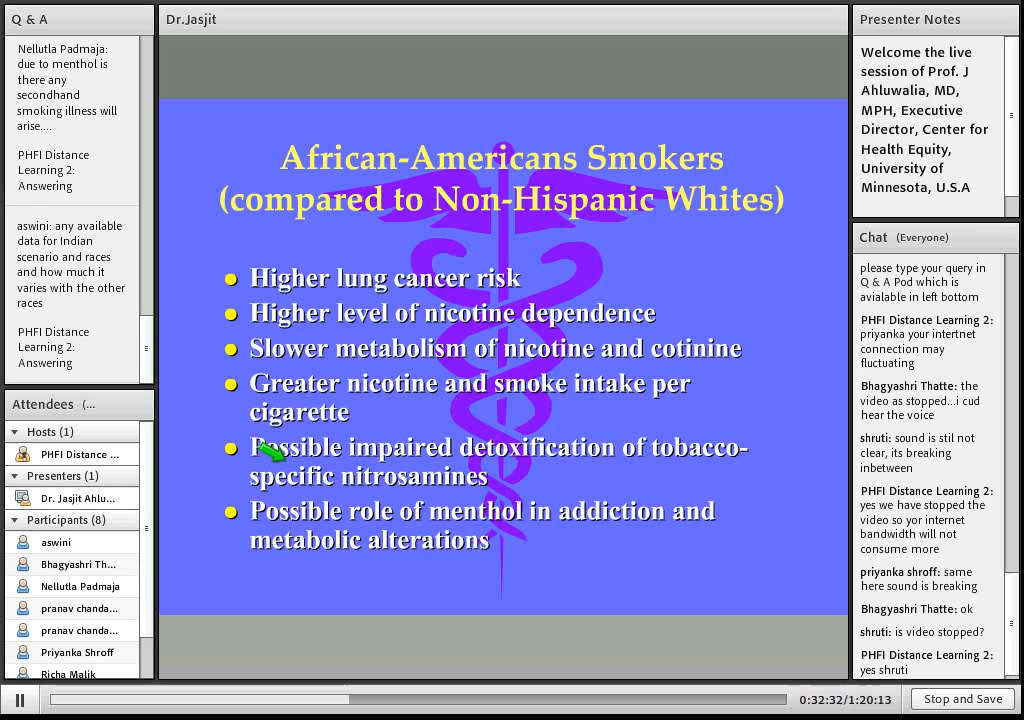 Q & A
Nellutla Padmaja:
due to menthol is
there any
secondhand
smoking illness will
arise....
PHFI Distance
Learning 2:
Answering
aswini: any available
data for Indian
scenario and races
and how much it
varies with the other
races
PHFI Distance
Learning 2:
Answering
Attendees (...
Hosts (1)
PHFI Distance ...
Presenters (1)
Dr. Jasjit Ahlu...
Participants (8)
aswini
Bhagyashri Th...
Nellutla Padmaja
pranav chanda...
pranav chanda...
Priyanka Shroff
Richa Malik
Dr.Jasjit
African-Americans Smokers
(compared to Non-Hispanic Whites)
Higher lung cancer risk
Higher level of nicotine dependence
Slower metabolism of nicotine and cotinine
Greater nicotine and smoke intake per
cigarette
Possible impaired detoxification of tobacco-
specific nitrosamines
Possible role of menthol in addiction and
metabolic alterations
Presenter Notes
Welcome the live
session of Prof. J
Ahluwalia, MD,
MPH, Executive
Director, Center for
Health Equity,
University of
Minnesota, U.S.A
Chat (Everyone)
please type your query in
Q & A Pod which is
avialable in left bottom
PHFI Distance Learning 2:
priyanka your ijnternet
connection may
fluctuating
Bhagyashri Thatte: the
video as stopped...i cud
hear the voice
shruti: sound is stil not
clear, its breaking
inbetween
PHFI Distance Learning 2:
yes we have stopped the
video so yor internet
bandwidth will not
consume more
priyanka shroff: same
here sound is breaking
Bhagyashri Thatte: ok
shruti: is video stopped?
PHFI Distance Learning 2:
yes shruti
0:32:32/1:20:13
Stop and Save